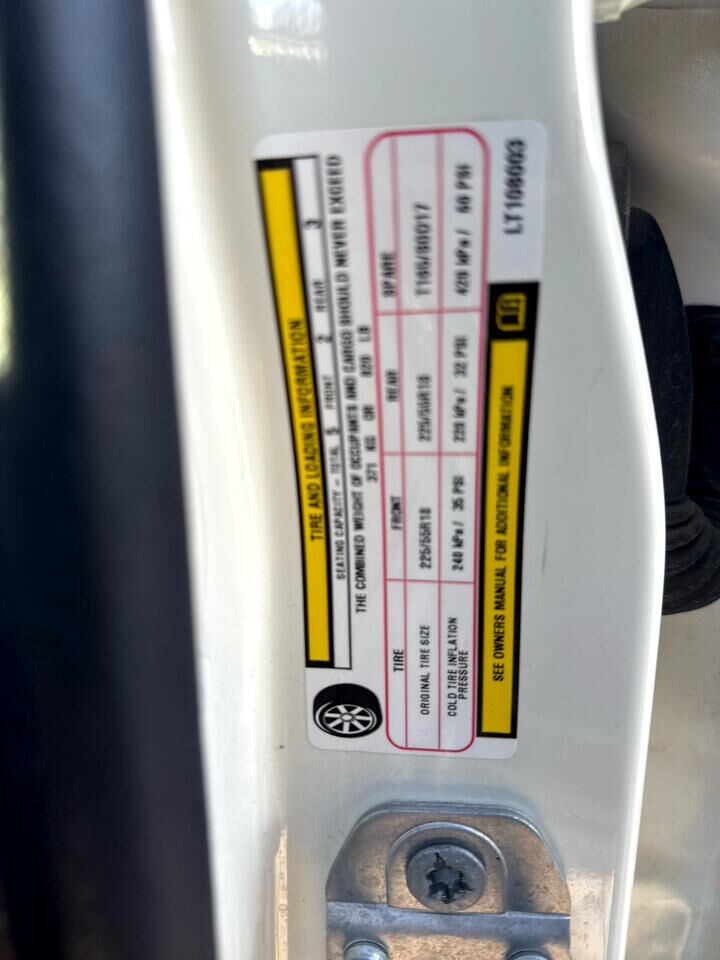 TIRE AND LOADING INFORMATION
SEATING CAPACITY – TOTAL 5 FRONT 2 REAR 3
THE COMBINED WEIGHT OF OCCUPANTS AND CARGO SHOULD NEVER EXCEED
371 KG OR 820 LB
TIRE FRONT REAR SPARE
ORIGINAL TIRE SIZE 225/55R18 225/55R18
COLD TIRE INFLATION PRESSURE 240 kPa/ 35 PSI 220 kPa/ 32 PSI 420 kPa/ 60 PSI
SEE OWNERS MANUAL FOR ADDITIONAL INFORMATION